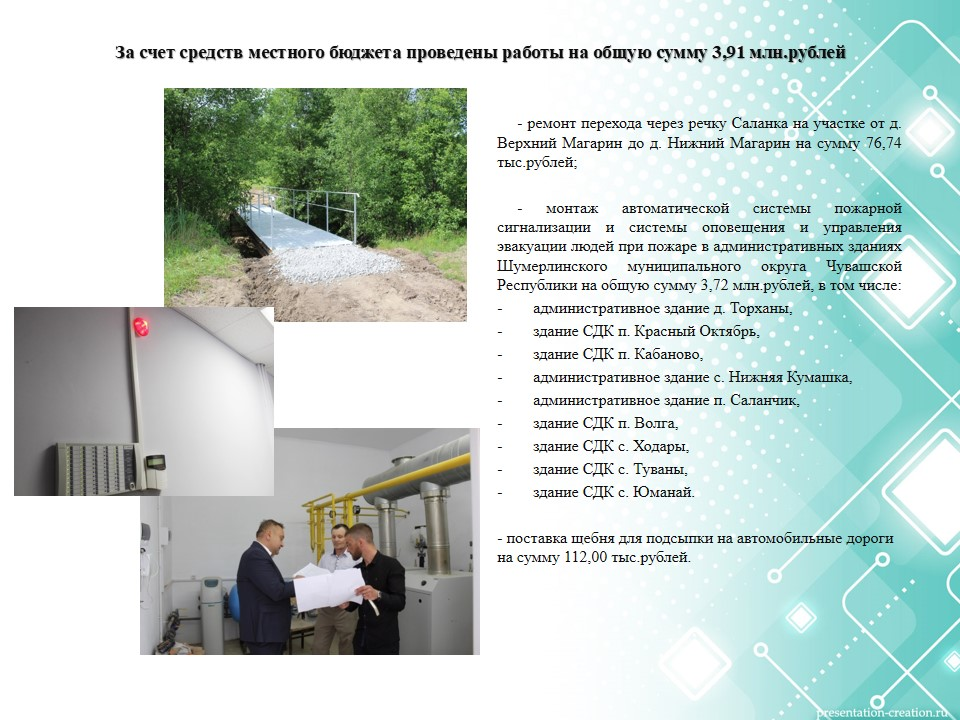 За счет средств местного бюджета проведены работы на общую сумму 3,91 млн.рублей
- ремонт перехода через речку Саланка на участке от д.
Верхний Магарин до д. Нижний Магарин на сумму 76,74
тыс.рублей;
- монтаж автоматической системы пожарной
сигнализации и системы оповещения и управления
эвакуации людей при пожаре в административных зданиях
Шумерлинского муниципального округа Чувашской
Республики на общую сумму 3,72 млн.рублей, в том числе:
- административное здание д. Торханы,
- здание СДК п. Красный Октябрь,
- здание СДК п. Кабаново,
- административное здание с. Нижняя Кумашка,
- административное здание п. Саланчик,
- здание СДК п. Волга,
- здание СДК с. Ходары,
- здание СДК с. Туваны,
- здание СДК с. Юманай.
- поставка щебня для подсыпки на автомобильные дороги
на сумму 112,00 тыс.рублей.
presentation-creation.ru